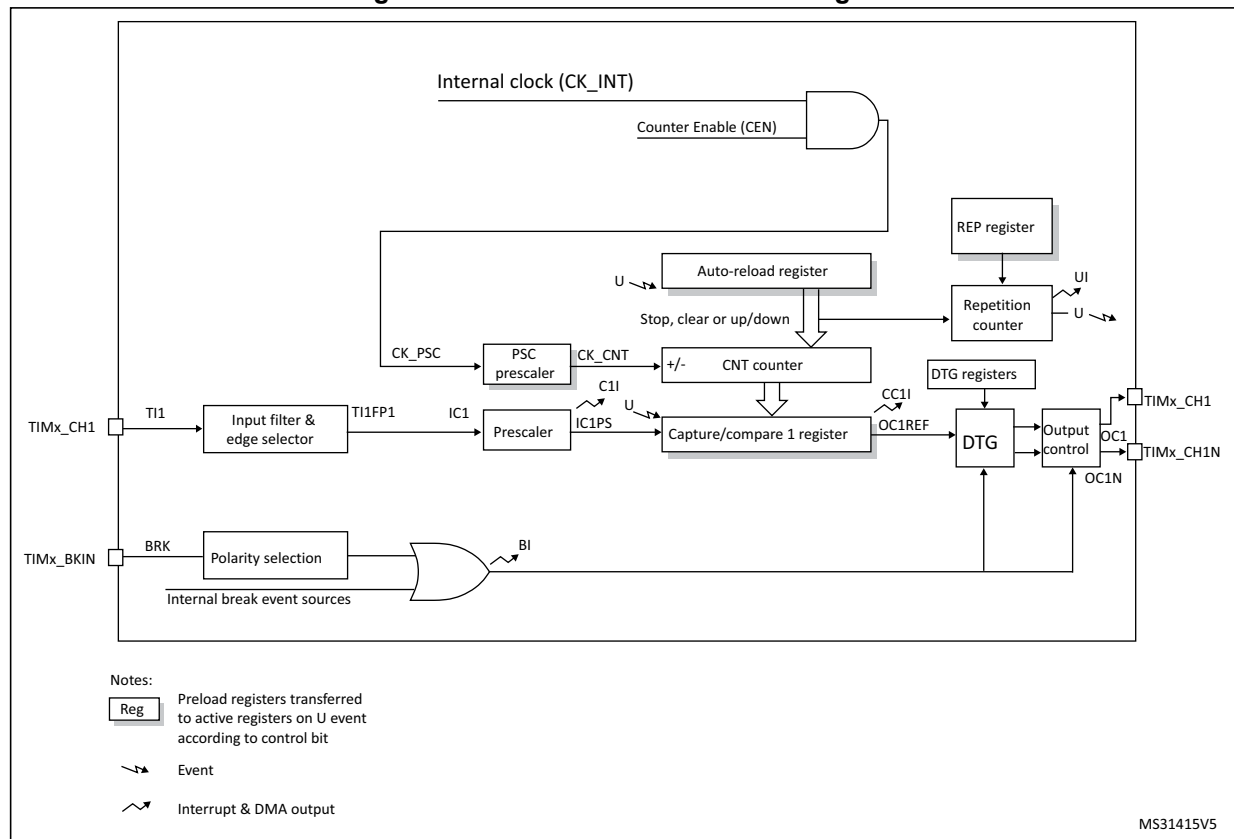 Internal clock (CK_INT)
Counter Enable (CEN)
REP register
Auto-reload register
U
UI
Repetition
counter
U
Stop, clear or up/down
CK_PSC
PSC
prescaler
CK_CNT
+/-
CNT counter
DTG registers
C1I
CC1I
TIMx_CH1
TI1
Input filter &
edge selector
TI1FP1
IC1
Prescaler
IC1PS
U
Capture/compare 1 register
OC1REF
DTG
Output
control
OC1
TIMx_CH1
TIMx_CH1N
OC1N
TIMx_BKIN
BRK
Polarity selection
BI
Internal break event sources
Notes:
Reg
Preload registers transferred
to active registers on U event
according to control bit
Event
Interrupt & DMA output
MS31415V5